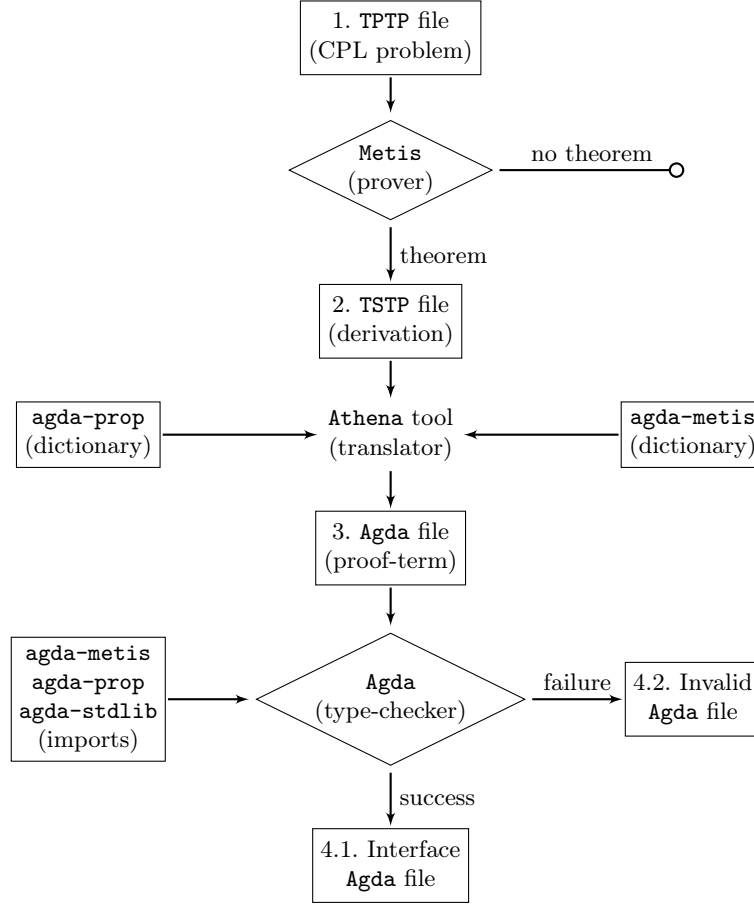 1. TPTP file
(CPL problem)
Metis
(prover)
no theorem
theorem
2. TSTP file
(derivation)
agda-prop
(dictionary)
Athena tool
(translator)
agda-metis
(dictionary)
3. Agda file
(proof-term)
agda-metis
agda-prop
agda-stdlib
(imports)
Agda
(type-checker)
failure
4.2. Invalid
Agda file
success
4.1. Interface
Agda file